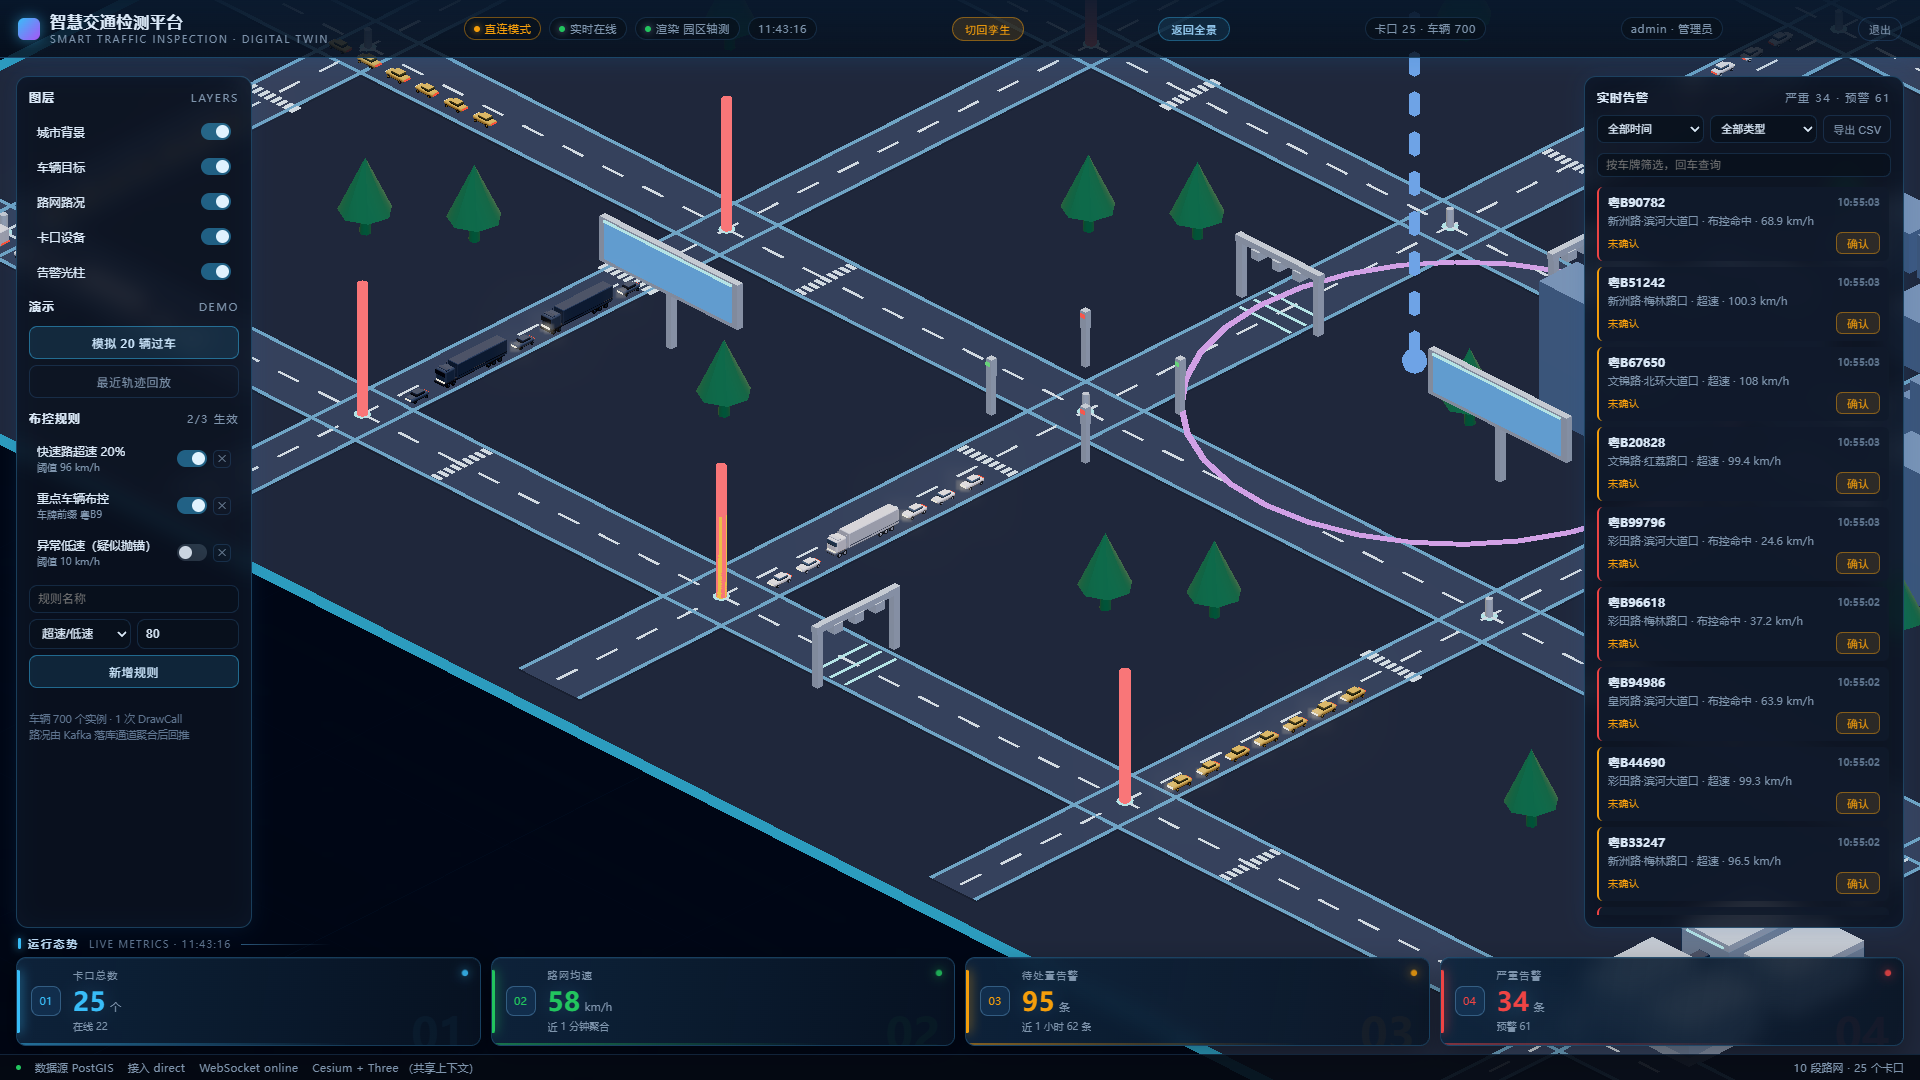 智慧交通检测平台
SMART TRAFFIC INSPECTION · DIGITAL TWIN
直连模式
实时在线
渲染 园区轴测
11:43:16
切回孪生
返回全景
卡口 25 · 车辆 700
admin · 管理员
退出
图层 LAYERS
城市背景
车辆目标
路网路况
卡口设备
告警光柱
演示 DEMO
模拟 20 辆过车
最近轨迹回放
布控规则 2/3 生效
快速路超速 20%
阈值 96 km/h
重点车辆布控
车牌前缀 粤B9
异常低速（疑似抛锚）
阈值 10 km/h
规则名称
超速/低速 80
新增规则
车辆 700 个实例 · 1 次 DrawCall
路况由 Kafka 落库通道聚合后回推
实时告警 严重 34 · 预警 61
全部时间 全部类型 导出 CSV
按车牌筛选，回车查询
粤B90782 10:55:03
新洲路·滨河大道口 · 布控命中 · 68.9 km/h
未确认 确认
粤B51242 10:55:03
新洲路·梅林路口 · 超速 · 100.3 km/h
未确认 确认
粤B67650 10:55:03
文锦路·北环大道口 · 超速 · 108 km/h
未确认 确认
粤B20828 10:55:03
文锦路·红荔路口 · 超速 · 99.4 km/h
未确认 确认
粤B99796 10:55:03
彩田路·滨河大道口 · 布控命中 · 24.6 km/h
未确认 确认
粤B96618 10:55:02
彩田路·梅林路口 · 布控命中 · 37.2 km/h
未确认 确认
粤B94986 10:55:02
皇岗路·滨河大道口 · 布控命中 · 63.9 km/h
未确认 确认
粤B44690 10:55:02
彩田路·滨河大道口 · 超速 · 99.3 km/h
未确认 确认
粤B33247 10:55:02
新洲路·梅林路口 · 超速 · 96.5 km/h
未确认 确认
运行态势 LIVE METRICS · 11:43:16
01
卡口总数
25 个
在线 22
01
02
路网均速
58 km/h
近 1 分钟聚合
02
03
待处置告警
95 条
近 1 小时 62 条
03
04
严重告警
34 条
预警 61
04
数据源 PostGIS 接入 direct WebSocket online Cesium + Three (共享上下文)
10 段路网 · 25 个卡口